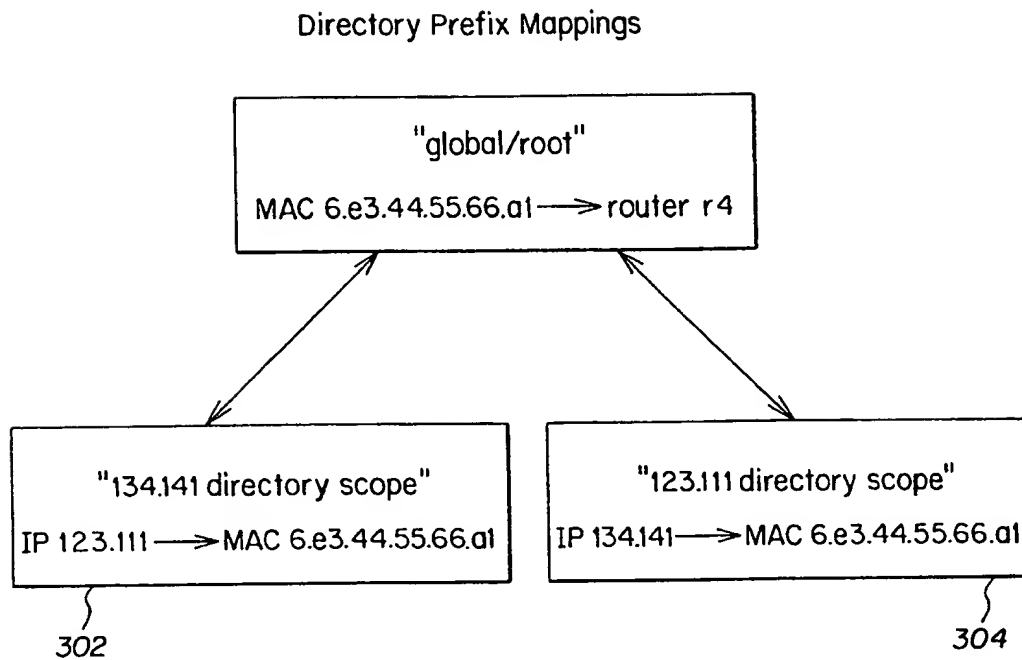 Directory Prefix Mappings
"global/root"
MAC 6.e3.44.55.66.a1⟶router r4
"134.141 directory scope"
IP 123.111⟶MAC 6.e3.44.55.66.a1
302
"123.111 directory scope"
IP 134.141⟶MAC 6.e3.44.55.66.a1
304